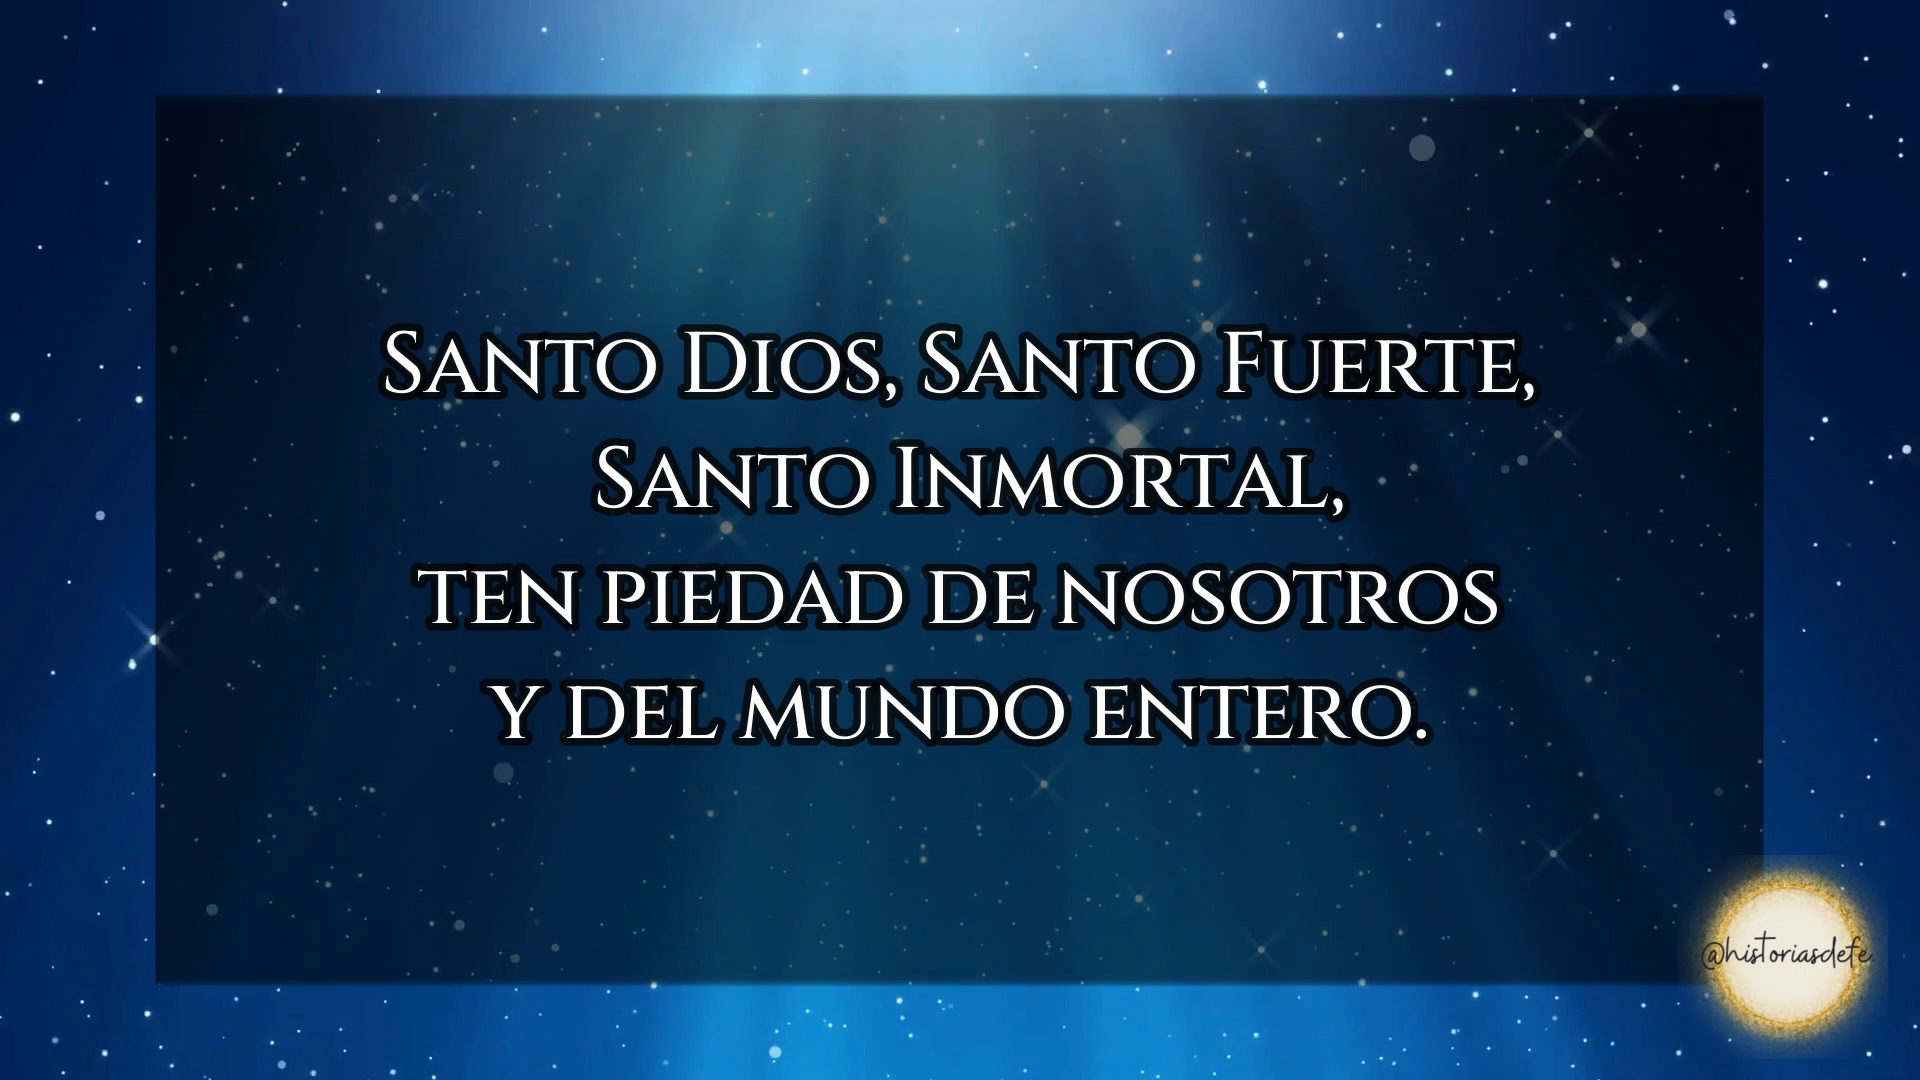 Santo Dios, Santo Fuerte,
Santo Inmortal,
ten piedad de nosotros
y del mundo entero.
@historiasdefe